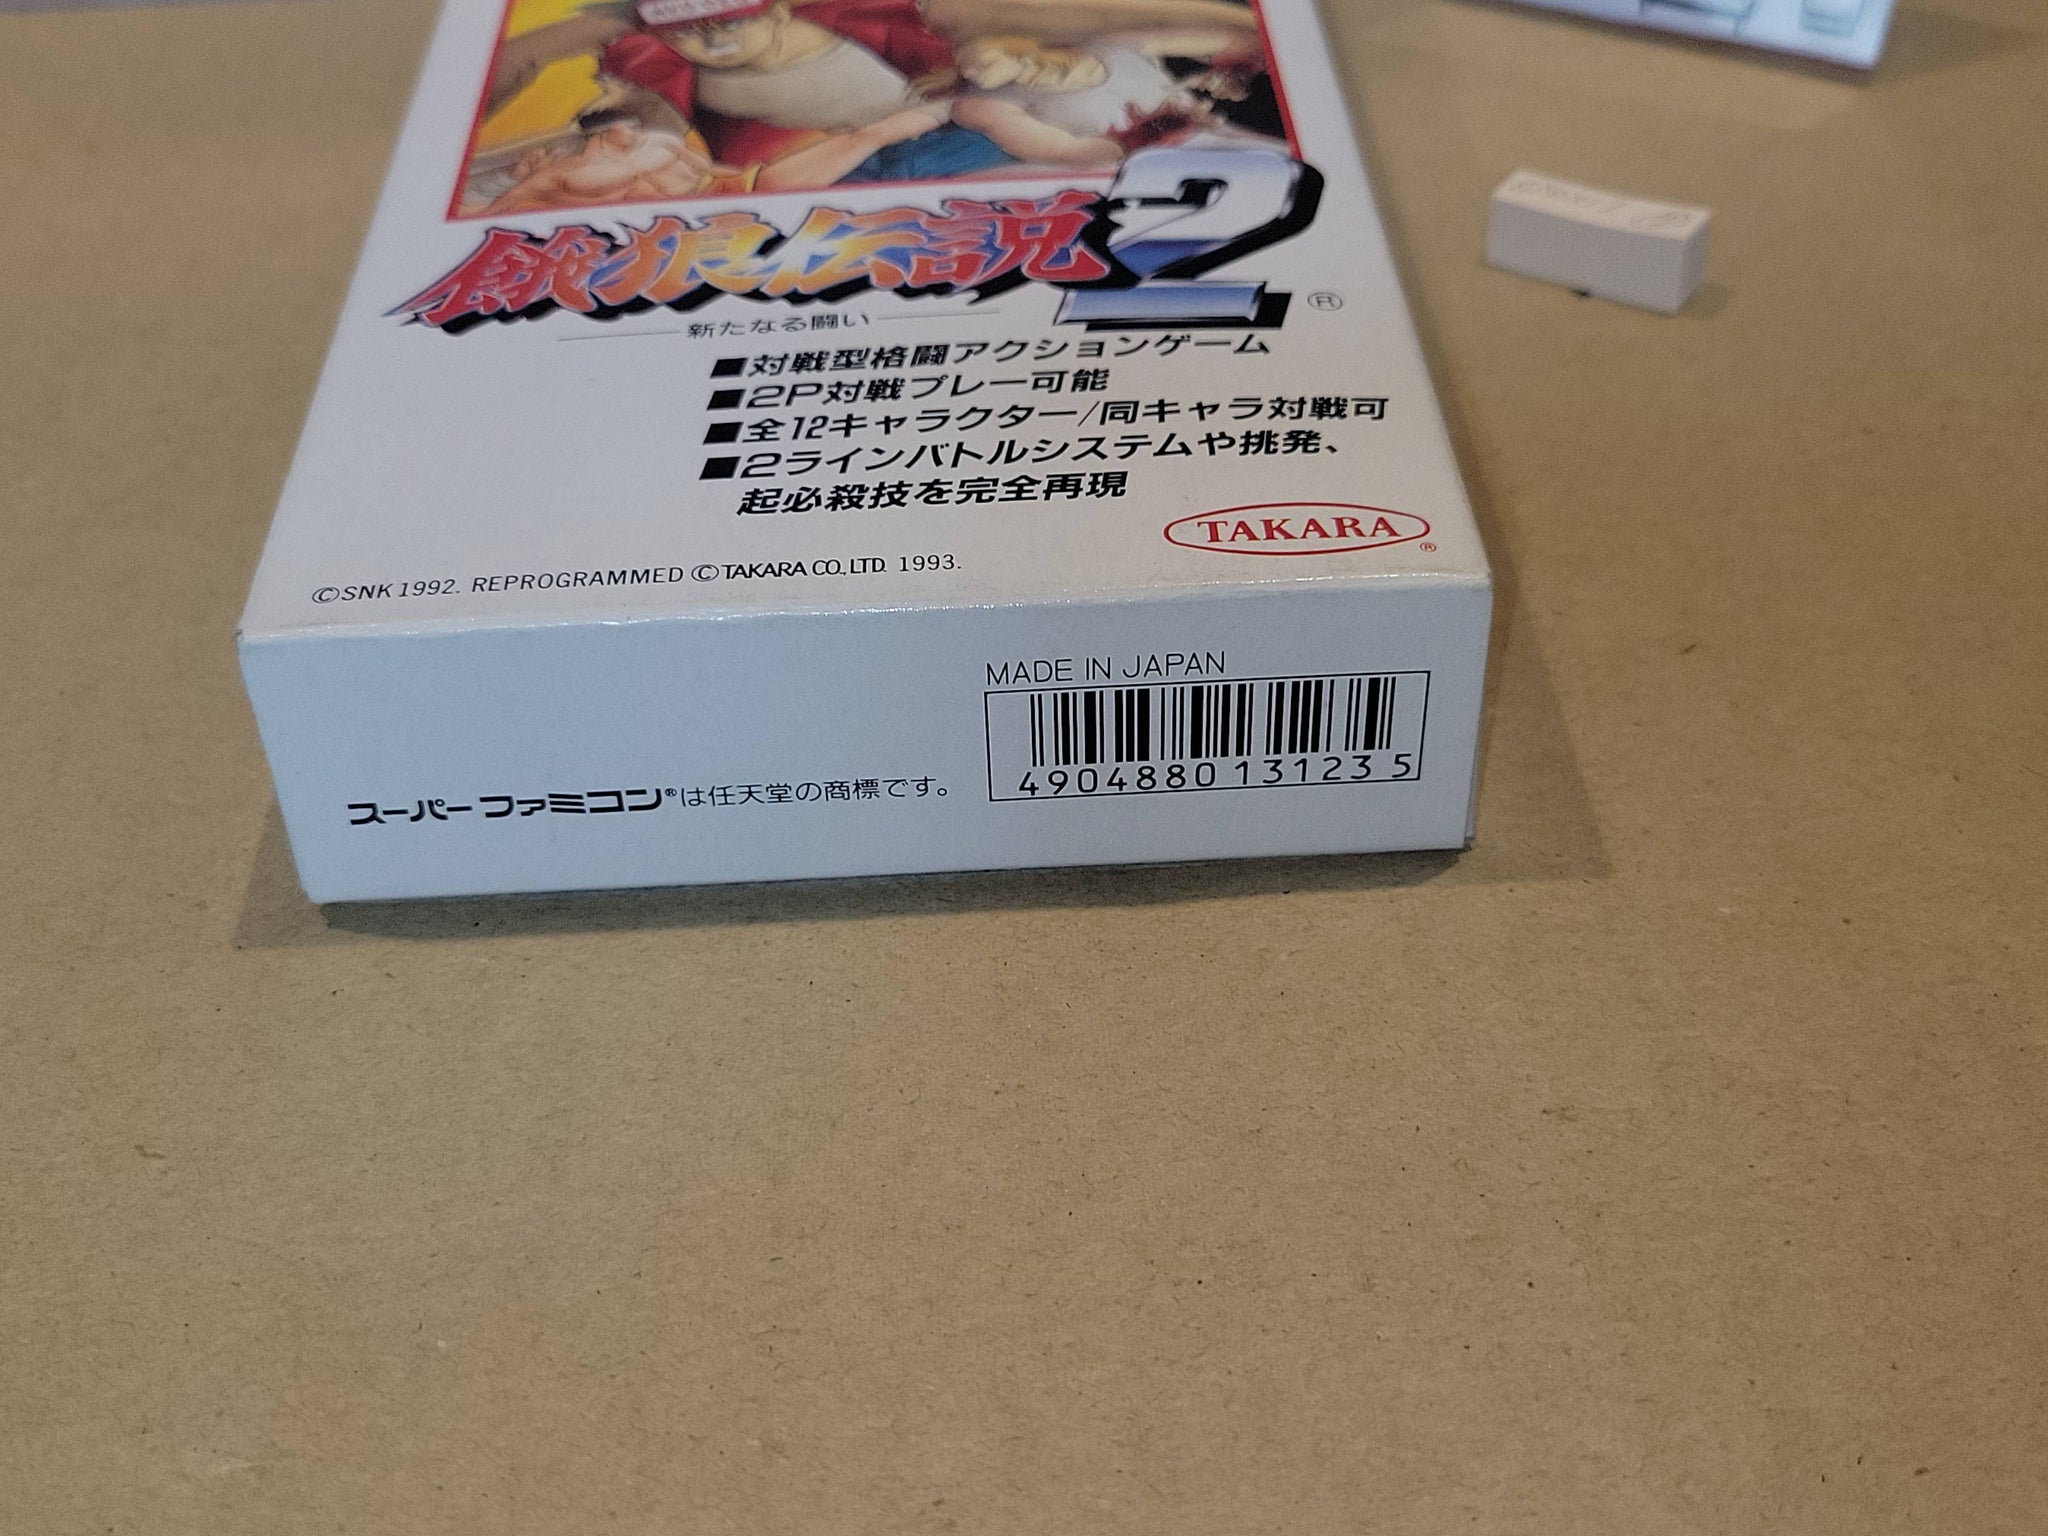 餓狼伝説2®
新たなる闘い
■対戦型格闘アクションゲーム
■2P対戦プレー可能
■全12キャラクター/同キャラ対戦可
■2ラインバトルシステムや挑発、
起必殺技を完全再現
TAKARA®
©SNK 1992. REPROGRAMMED ©TAKARA CO., LTD. 1993.
MADE IN JAPAN
4904880 131235
スーパーファミコン®は任天堂の商標です。